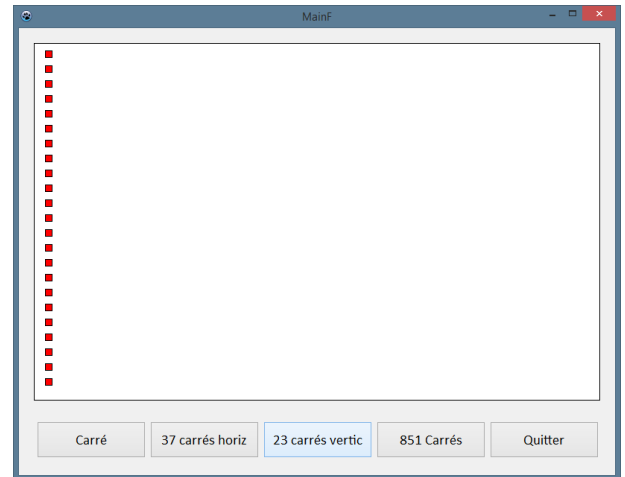 MainF
Carré
37 carrés horiz
23 carrés vertic
851 Carrés
Quitter